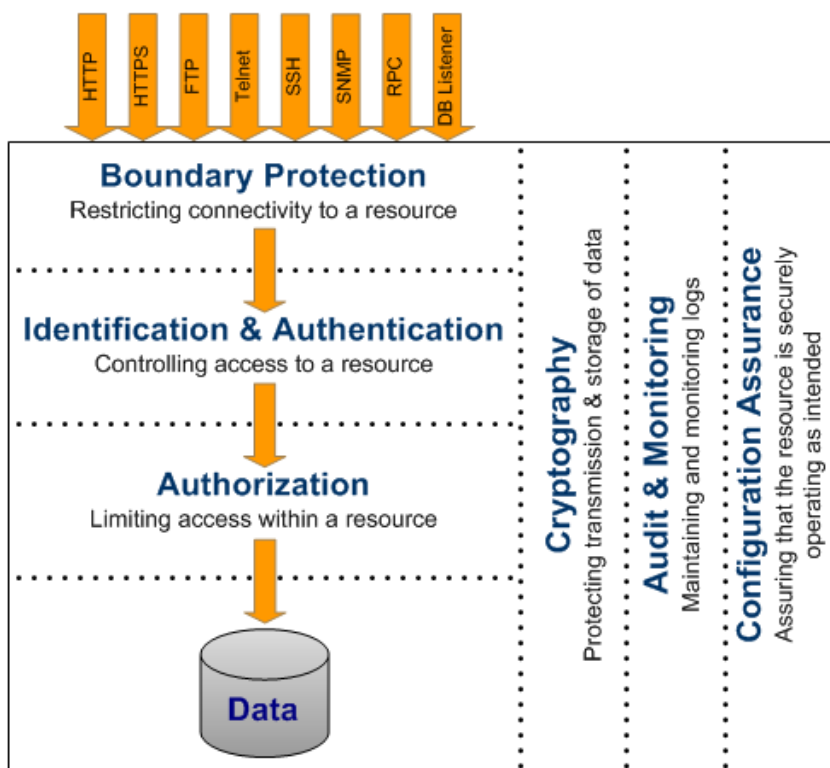 HTTP
HTTPS
FTP
Telnet
SSH
SNMP
RPC
DB Listener
Boundary Protection
Restricting connectivity to a resource
Identification & Authentication
Controlling access to a resource
Authorization
Limiting access within a resource
Data
Cryptography
Protecting transmission & storage of data
Audit & Monitoring
Maintaining and monitoring logs
Configuration Assurance
Assuring that the resource is securely
operating as intended